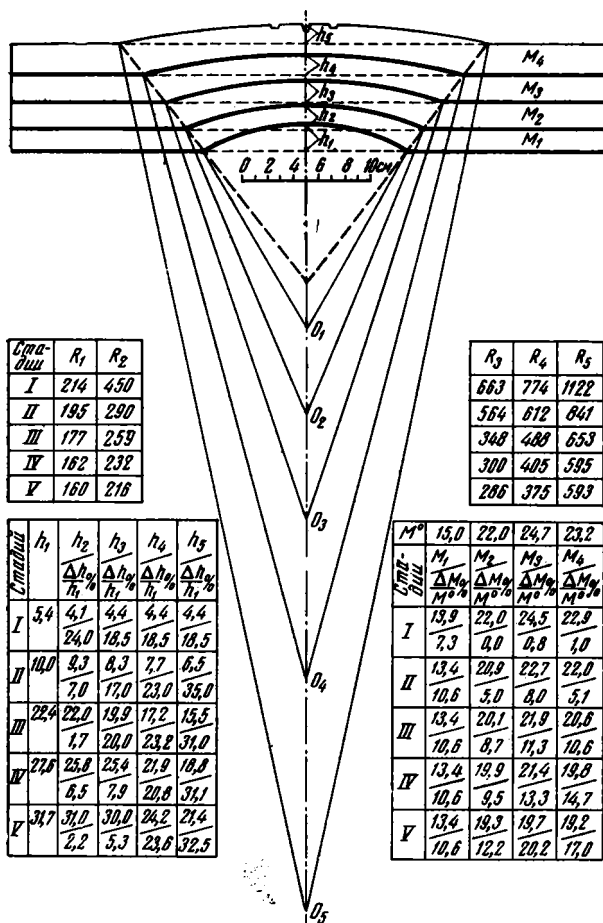 h₅
M₄
h₄
M₃
h₃
M₂
h₂
M₁
h₁
0 2 4 6 8 10см
O₁
Ста-
дии R₁ R₂
I 214 450
II 195 290
III 177 259
IV 162 232
V 160 216
R₃ R₄ R₅
663 774 1122
564 612 841
348 488 653
300 405 595
286 375 593
O₂
O₃
O₄
O₅
Стадии h₁ h₂ h₃ h₄ h₅
Δh/h₁% Δh/h₁% Δh/h₁% Δh/h₁%
I 5,4 4,1 4,4 4,4 4,4
24,0 18,5 18,5 18,5
II 10,0 9,3 8,3 7,7 6,5
7,0 17,0 23,0 35,0
III 22,4 22,0 19,9 17,2 15,5
1,7 20,0 23,2 31,0
IV 27,6 25,8 25,4 21,9 18,8
6,5 7,9 20,8 31,1
V 31,7 31,0 30,0 24,2 21,4
2,2 5,3 23,6 32,5
M° 15,0 22,0 24,7 23,2
Ста-
дии M₁ M₂ M₃ M₄
ΔM/M°% ΔM/M°% ΔM/M°% ΔM/M°%
I 13,9 22,0 24,5 22,9
7,3 0,0 0,8 1,0
II 13,4 20,9 22,7 22,0
10,6 5,0 8,0 5,1
III 13,4 20,1 21,9 20,6
10,6 8,7 11,3 10,6
IV 13,4 19,9 21,4 19,8
10,6 9,5 13,3 14,7
V 13,4 19,3 19,7 19,2
10,6 12,2 20,2 17,0